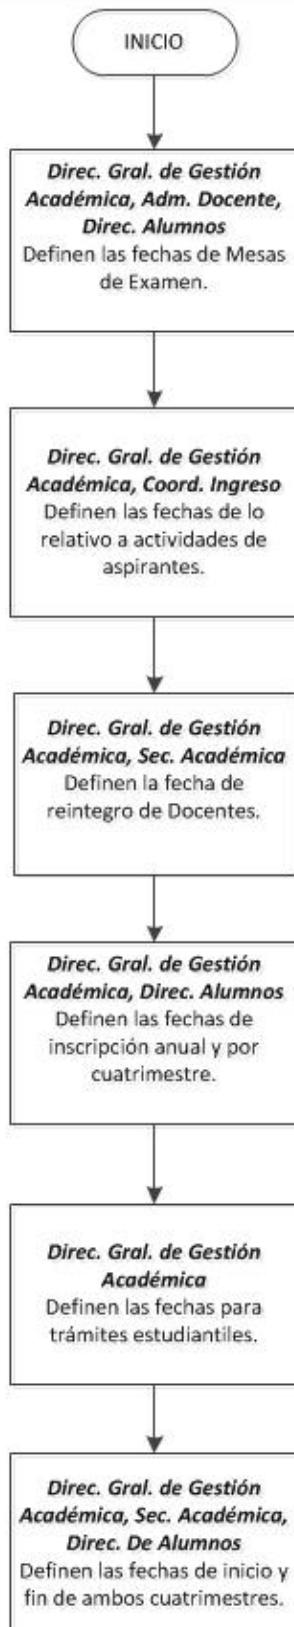 INICIO
Direc. Gral. de Gestión
Académica, Adm. Docente,
Direc. Alumnos
Definen las fechas de Mesas
de Examen.
Direc. Gral. de Gestión
Académica, Coord. Ingreso
Definen las fechas de lo
relativo a actividades de
aspirantes.
Direc. Gral. de Gestión
Académica, Sec. Académica
Definen la fecha de
reintegro de Docentes.
Direc. Gral. de Gestión
Académica, Direc. Alumnos
Definen las fechas de
inscripción anual y por
cuatrimestre.
Direc. Gral. de Gestión
Académica
Definen las fechas para
trámites estudiantiles.
Direc. Gral. de Gestión
Académica, Sec. Académica,
Direc. De Alumnos
Definen las fechas de inicio y
fin de ambos cuatrimestres.